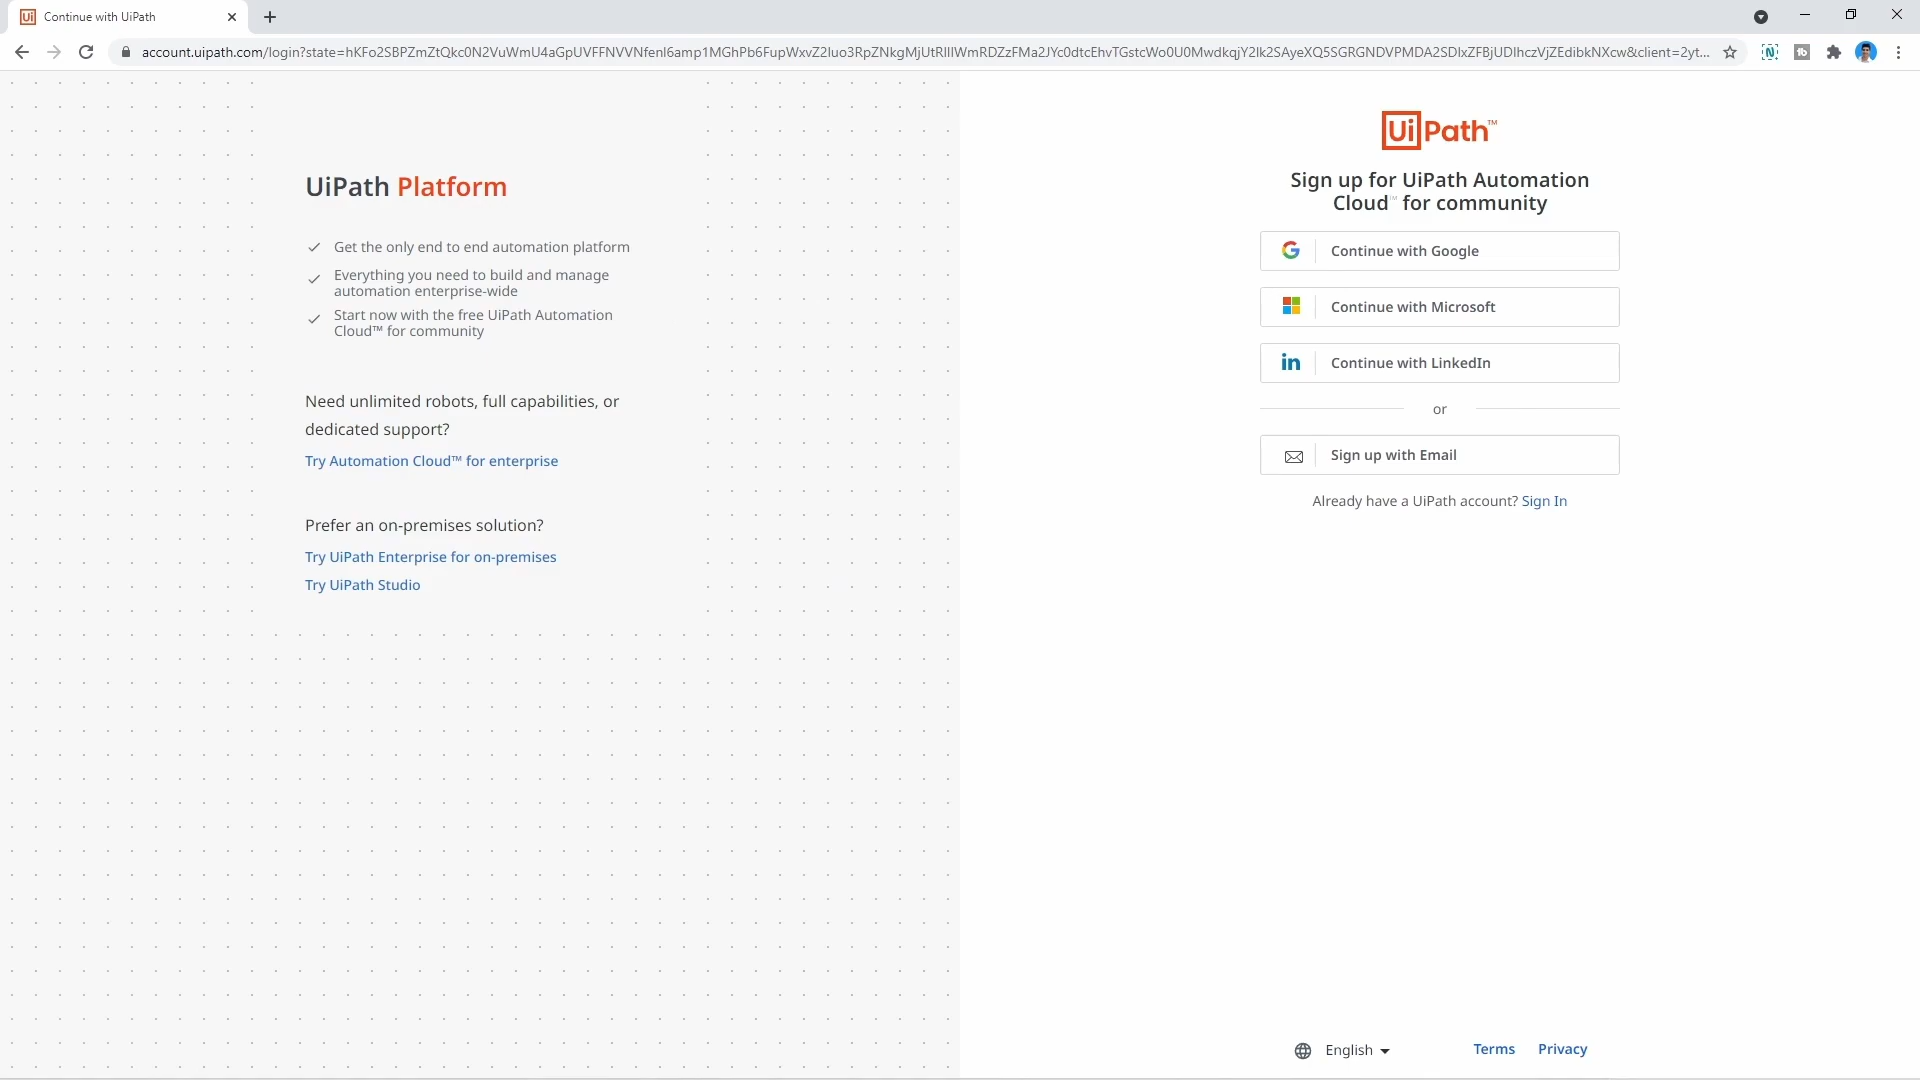 Continue with UiPath
account.uipath.com/login?state=hKFo2SBPZmZtQkc0N2VuWmU4aGpUVFFNVVNfenl6amp1MGhPb6FupWxvZ2luo3RpZNkgMjUtRlllWmRDZzFMa2JYc0dtcEhvTGstcWo0U0MwdkqjY2lk2SAyeXQ5SGRGNDVPMDA2SDlxZFBjUDlhczVjZEdibkNXcw&client=2yt...
UiPath Platform
Get the only end to end automation platform
Everything you need to build and manage
automation enterprise-wide
Start now with the free UiPath Automation
Cloud™ for community
Need unlimited robots, full capabilities, or
dedicated support?
Try Automation Cloud™ for enterprise
Prefer an on-premises solution?
Try UiPath Enterprise for on-premises
Try UiPath Studio
UiPath™
Sign up for UiPath Automation
Cloud™ for community
Continue with Google
Continue with Microsoft
in Continue with LinkedIn
or
Sign up with Email
Already have a UiPath account? Sign In
English
Terms
Privacy